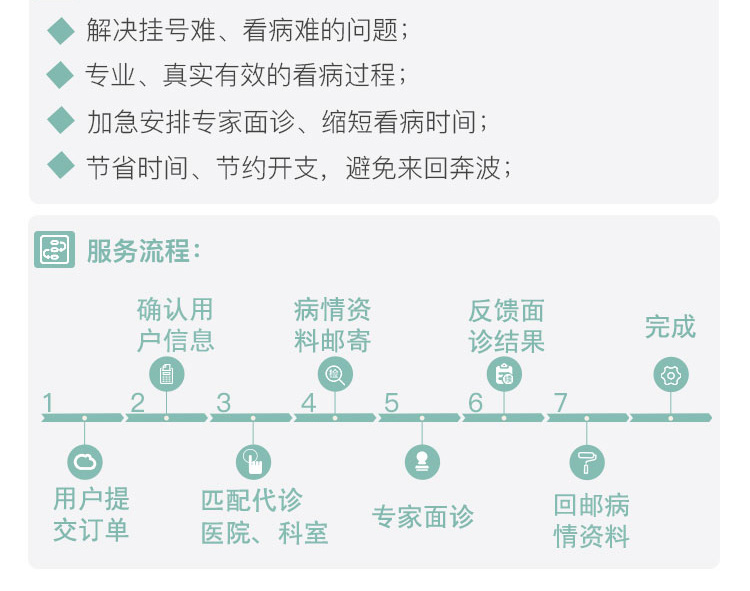 解决挂号难、看病难的问题；
专业、真实有效的看病过程；
加急安排专家面诊、缩短看病时间；
节省时间、节约开支，避免来回奔波；
服务流程：
1
用户提
交订单
2
确认用
户信息
3
匹配代诊
医院、科室
4
病情资
料邮寄
5
专家面诊
6
反馈面
诊结果
7
回邮病
情资料
完成